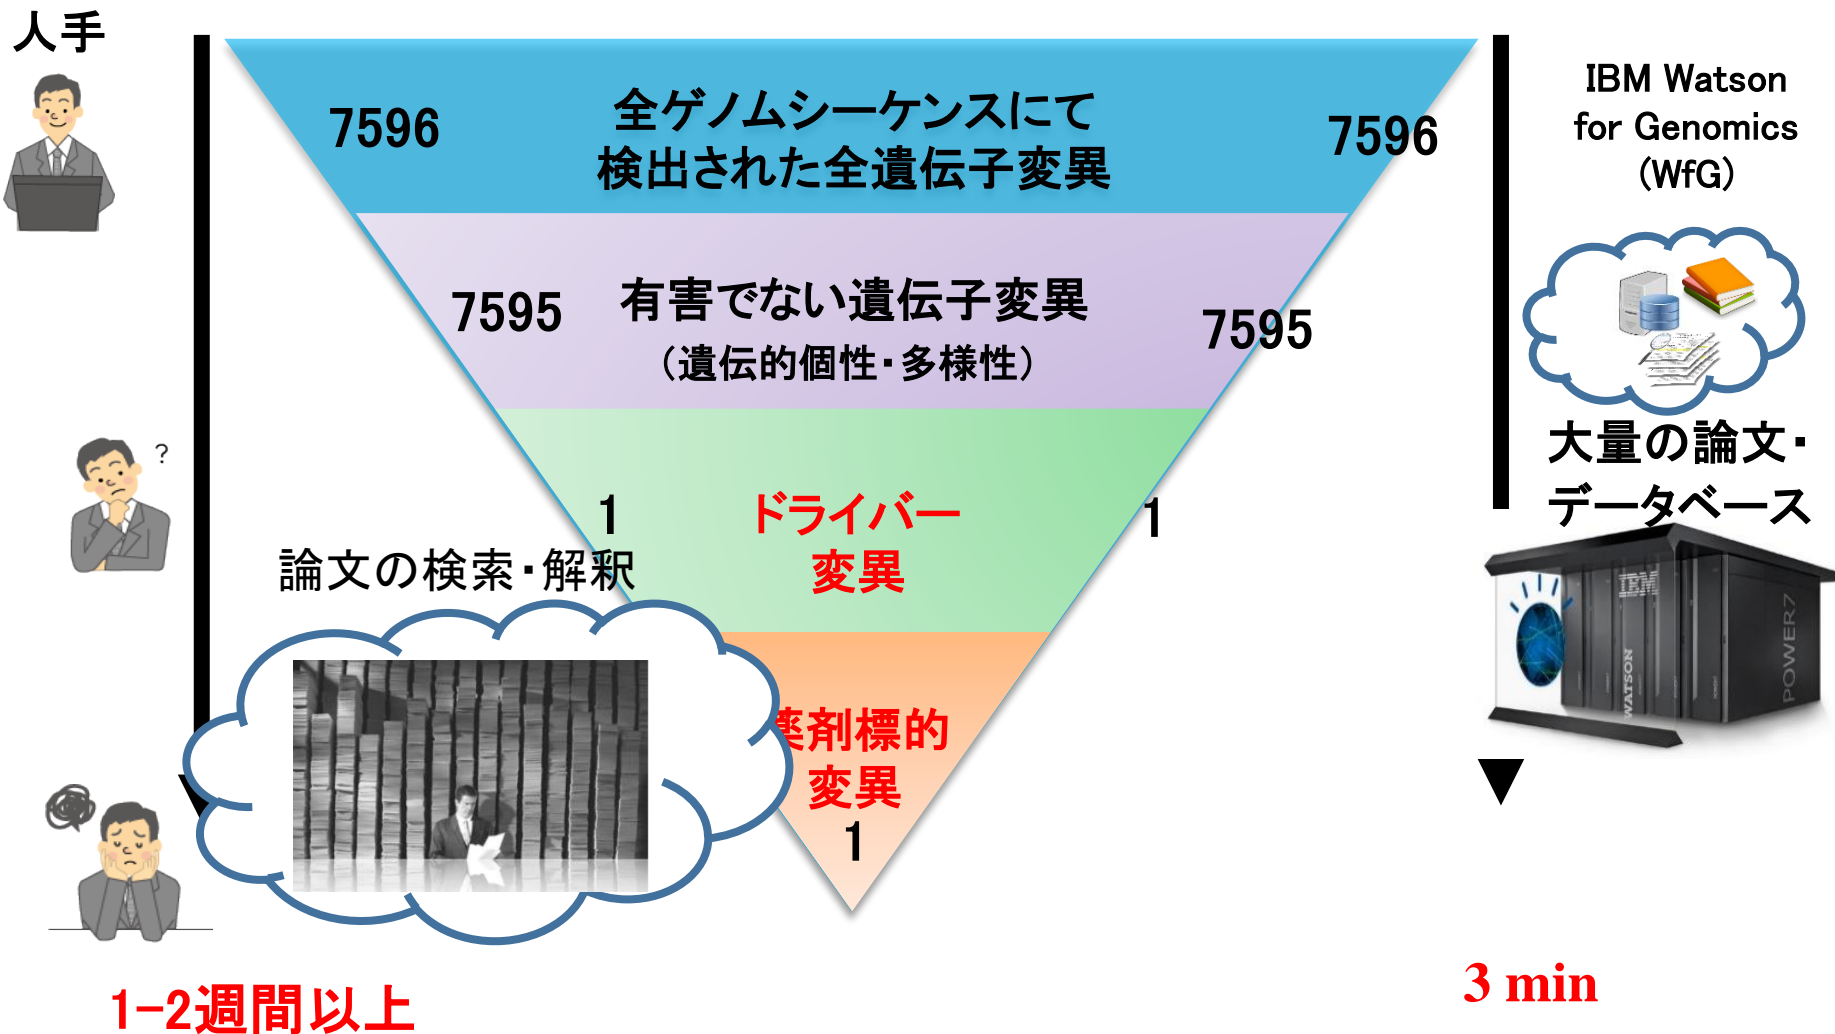 人手
IBM Watson
for Genomics
(WfG)
7596
全ゲノムシーケンスにて
検出された全遺伝子変異
7596
7595
有害でない遺伝子変異
(遺伝的個性・多様性)
7595
大量の論文・
データベース
?
1
ドライバー
変異
1
論文の検索・解釈
IBM
WATSON
POWER7
薬剤標的
変異
1
1-2週間以上
3 min